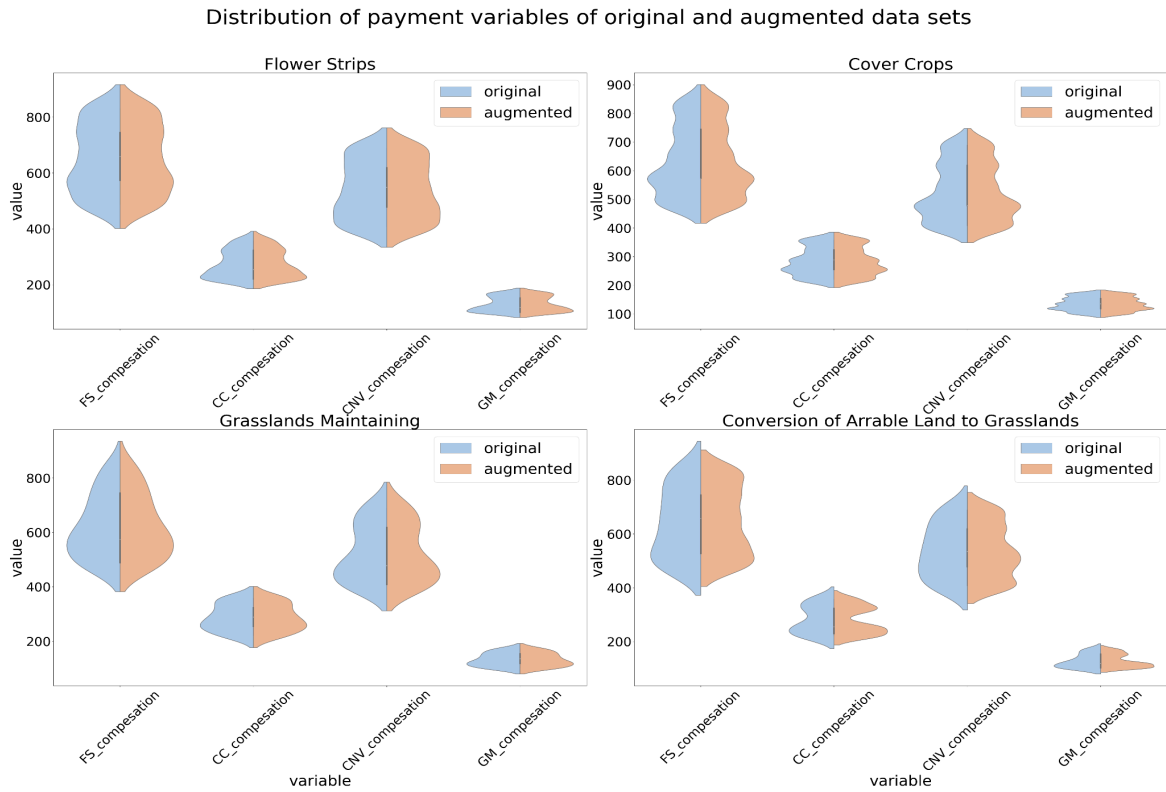 Distribution of payment variables of original and augmented data sets
Flower Strips
original
augmented
value
800
600
400
200
FS_compesation
CC_compesation
CNV_compesation
GM_compesation
Cover Crops
original
augmented
value
900
800
700
600
500
400
300
200
100
FS_compesation
CC_compesation
CNV_compesation
GM_compesation
Grasslands Maintaining
original
augmented
value
800
600
400
200
FS_compesation
CC_compesation
CNV_compesation
GM_compesation
variable
Conversion of Arrable Land to Grasslands
original
augmented
value
800
600
400
200
FS_compesation
CC_compesation
CNV_compesation
GM_compesation
variable